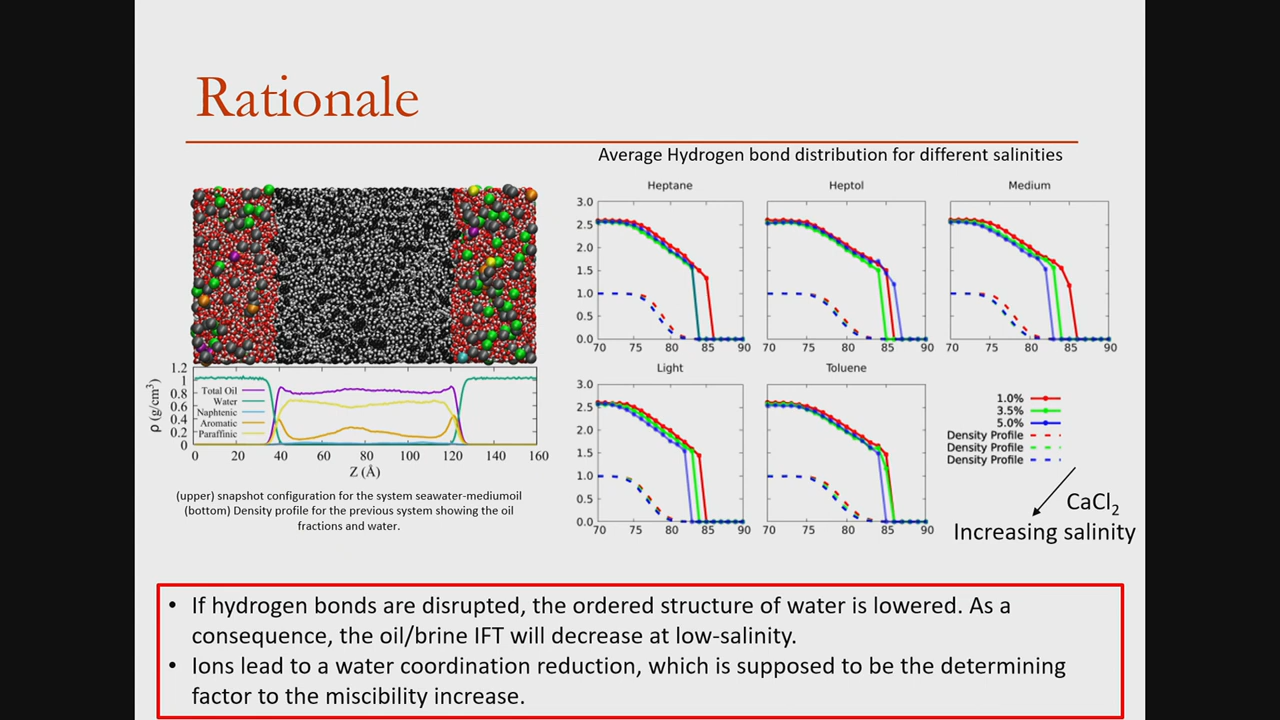 Rationale
Average Hydrogen bond distribution for different salinities
Heptane
Heptol
Medium
3.0
2.5
2.0
1.5
1.0
0.5
0.0
70 75 80 85 90
70 75 80 85 90
70 75 80 85 90
1.2
1
0.8
0.6
0.4
0.2
0
ρ (g/cm³)
Total Oil
Water
Naphtenic
Aromatic
Paraffinic
0 20 40 60 80 100 120 140 160
Z (Å)
(upper) snapshot configuration for the system seawater-mediumoil
(bottom) Density profile for the previous system showing the oil
fractions and water.
Light
Toluene
3.0
2.5
2.0
1.5
1.0
0.5
0.0
70 75 80 85 90
70 75 80 85 90
1.0%
3.5%
5.0%
Density Profile
Density Profile
Density Profile
CaCl₂
Increasing salinity
• If hydrogen bonds are disrupted, the ordered structure of water is lowered. As a
consequence, the oil/brine IFT will decrease at low-salinity.
• Ions lead to a water coordination reduction, which is supposed to be the determining
factor to the miscibility increase.